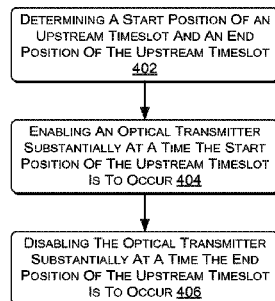 DETERMINING A START POSITION OF AN
UPSTREAM TIMESLOT AND AN END
POSITION OF THE UPSTREAM TIMESLOT
402
ENABLING AN OPTICAL TRANSMITTER
SUBSTANTIALLY AT A TIME THE START
POSITION OF THE UPSTREAM TIMESLOT
IS TO OCCUR 404
DISABLING THE OPTICAL TRANSMITTER
SUBSTANTIALLY AT A TIME THE END
POSITION OF THE UPSTREAM TIMESLOT
IS TO OCCUR 406